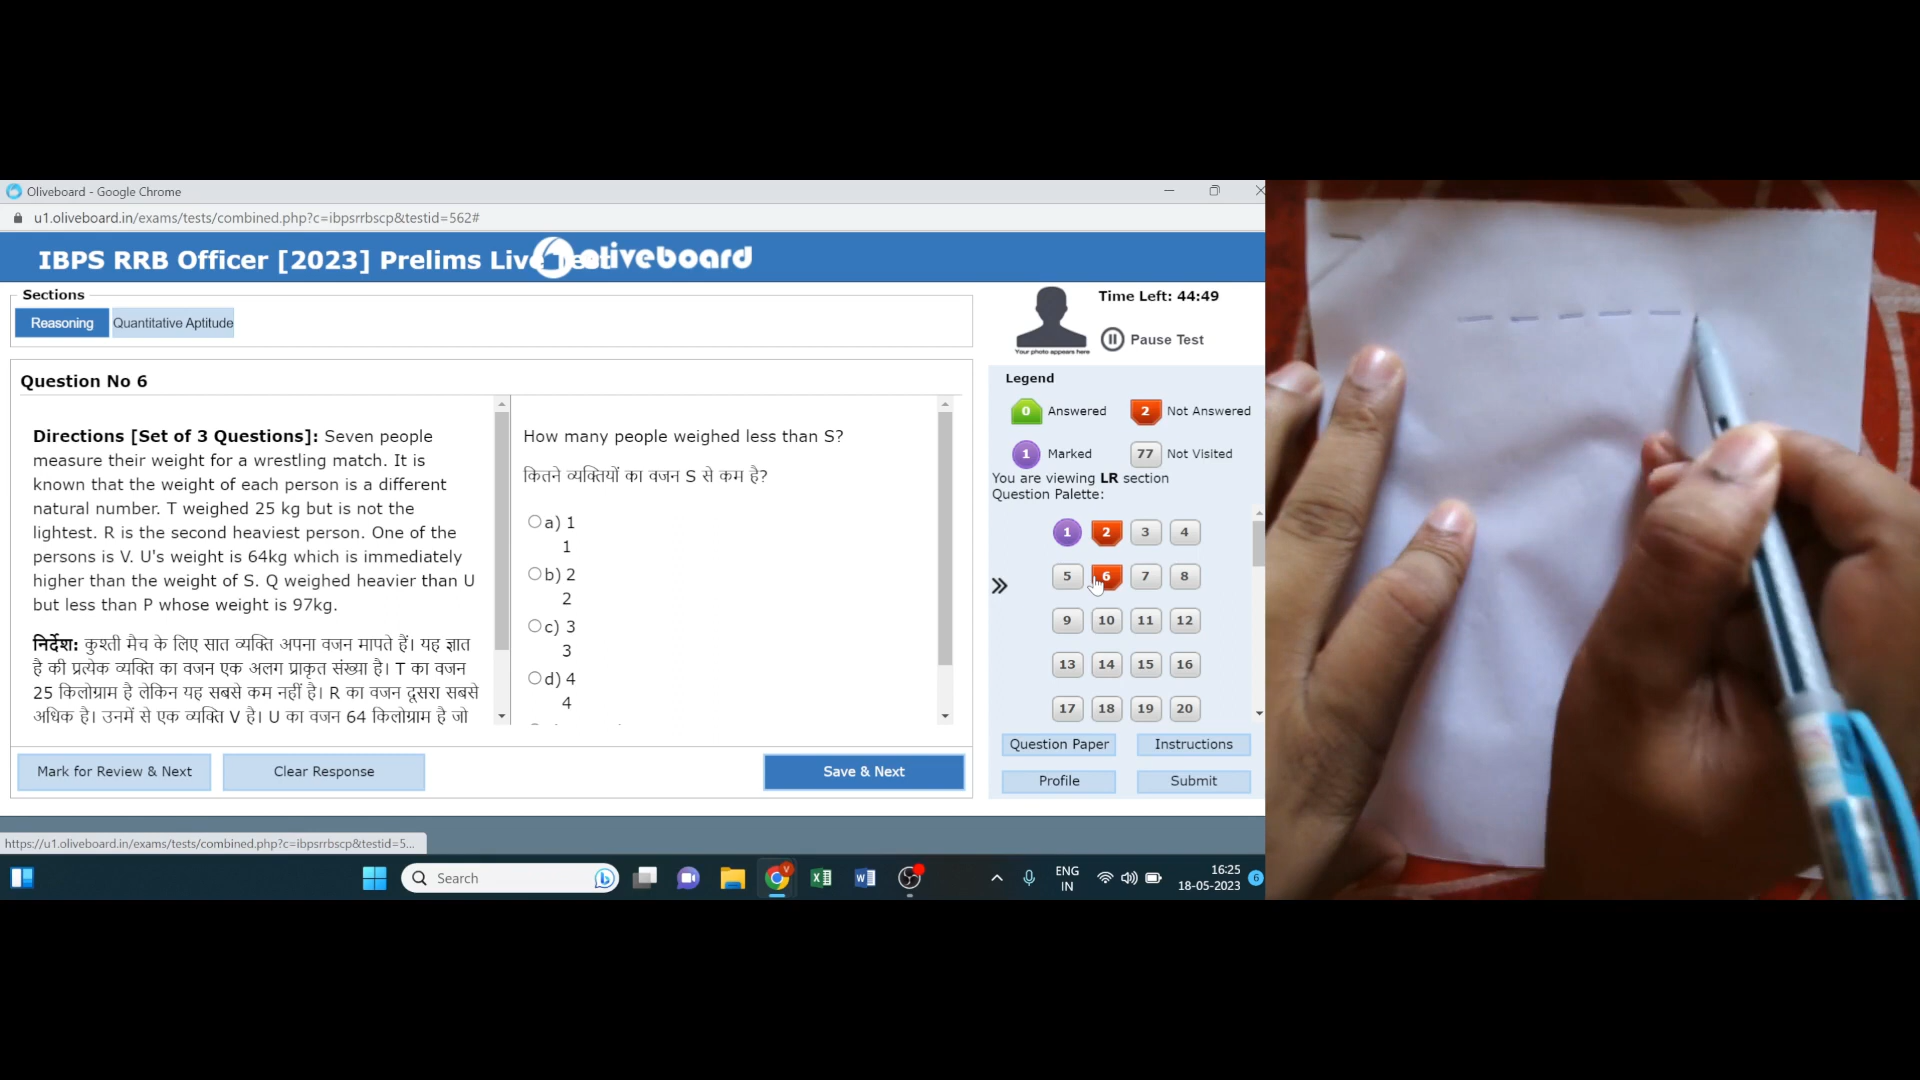 Oliveboard - Google Chrome
u1.oliveboard.in/exams/tests/combined.php?c=ibpsrrbscp&testid=562#
IBPS RRB Officer [2023] Prelims Live
oliveboard
Sections
Reasoning
Quantitative Aptitude
Your photo appears here
Time Left: 44:49
Pause Test
Question No 6
Directions [Set of 3 Questions]: Seven people
measure their weight for a wrestling match. It is
known that the weight of each person is a different
natural number. T weighed 25 kg but is not the
lightest. R is the second heaviest person. One of the
persons is V. U's weight is 64kg which is immediately
higher than the weight of S. Q weighed heavier than U
but less than P whose weight is 97kg.
निर्देश: कुश्ती मैच के लिए सात व्यक्ति अपना वजन मापते हैं। यह ज्ञात
है की प्रत्येक व्यक्ति का वजन एक अलग प्राकृत संख्या है। T का वजन
25 किलोग्राम है लेकिन यह सबसे कम नहीं है। R का वजन दूसरा सबसे
अधिक है। उनमें से एक व्यक्ति V है। U का वजन 64 किलोग्राम है जो
How many people weighed less than S?
कितने व्यक्तियों का वजन S से कम है?
a) 1
1
b) 2
2
c) 3
3
d) 4
4
Legend
0 Answered
2 Not Answered
1 Marked
77 Not Visited
You are viewing LR section
Question Palette:
1 2 3 4
5 6 7 8
9 10 11 12
13 14 15 16
17 18 19 20
Question Paper
Instructions
Profile
Submit
Mark for Review & Next
Clear Response
Save & Next
https://u1.oliveboard.in/exams/tests/combined.php?c=ibpsrrbscp&testid=5...
Search
ENG
IN
16:25
18-05-2023
6